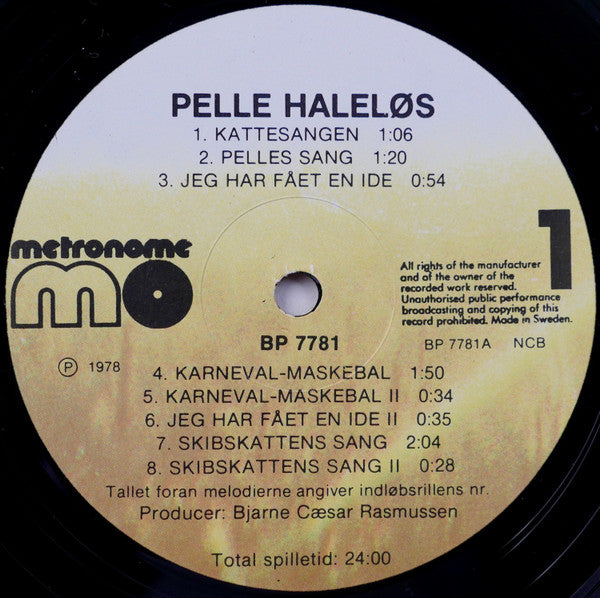 PELLE HALELØS
1. KATTESANGEN 1:06
2. PELLES SANG 1:20
3. JEG HAR FÅET EN IDE 0:54
metronome
mo
1
All rights of the manufacturer
and of the owner of the
recorded work reserved.
Unauthorised public performance
broadcasting and copying of this
record prohibited. Made in Sweden.
BP 7781
BP 7781A NCB
Ⓟ 1978
4. KARNEVAL-MASKEBAL 1:50
5. KARNEVAL-MASKEBAL II 0:34
6. JEG HAR FÅET EN IDE II 0:35
7. SKIBSKATTENS SANG 2:04
8. SKIBSKATTENS SANG II 0:28
Tallet foran melodierne angiver indløbsrillens nr.
Producer: Bjarne Cæsar Rasmussen
Total spilletid: 24:00